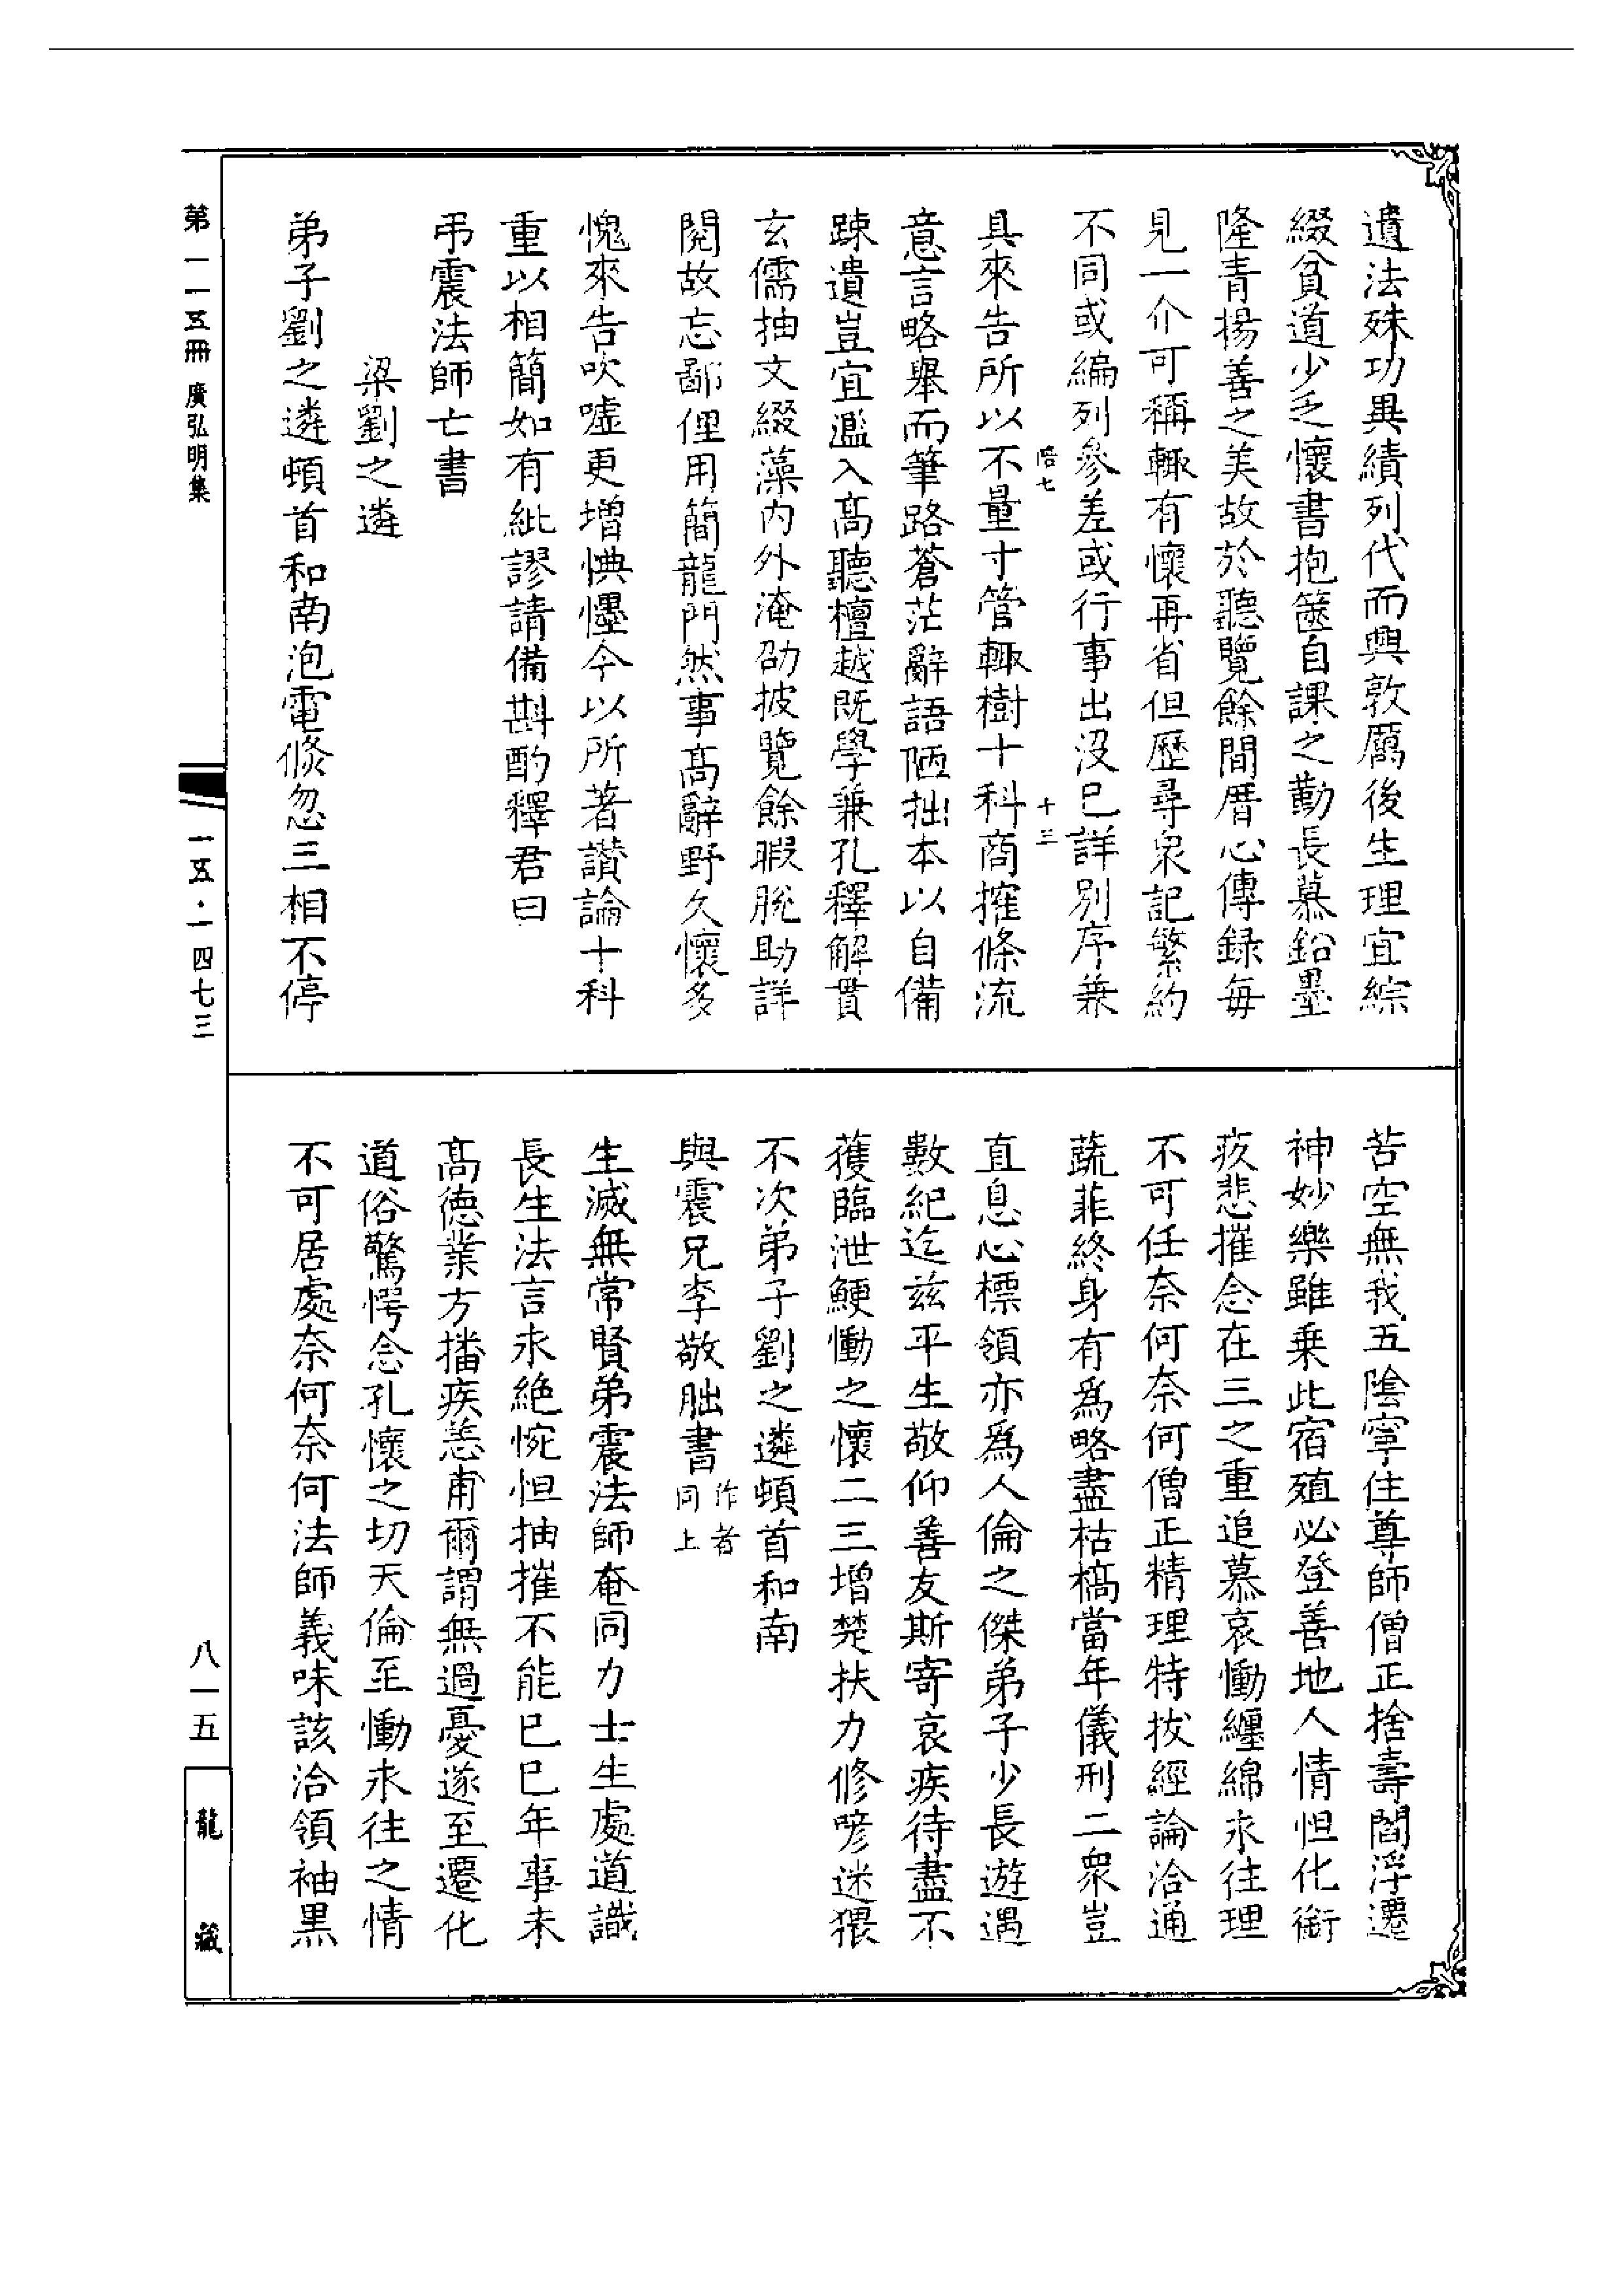 遺法殊功異績列代而興敦厲後生理宜綜
綴貧道少乏懷書抱篋自課之勤長慕鉛墨
隆青揚善之美故於聽覽餘間厝心傳録每
見一介可稱輒有懷再省但歷尋衆記繁約
不同或編列參差或行事出没已詳别序兼
陪七
十三
具來告所以不量寸管輒樹十科商搉條流
意言略舉而筆路蒼茫辭語陋拙本以自備
疎遺豈宜濫入高聽檀越既學兼孔釋解貫
玄儒抽文綴藻内外淹劭披覽餘暇脱助詳
閱故忘鄙俚用簡龍門然事高辭野久懷多
愧來告吹噓更增怏㦬今以所著讚論十科
重以相簡如有紕謬請備斟酌釋君曰
弔震法師亡書
梁劉之遴
弟子劉之遴頓首和南泡電倏忽三相不停
苦空無我五陰寧住尊師僧正捨壽閻浮遷
神妙樂雖乗此宿殖必登善地人情怛化銜
疚悲摧念在三之重追慕哀慟纏綿永往理
不可任奈何奈何僧正精理特拔經論洽通
蔬菲終身有爲略盡枯槁當年儀刑二衆豈
直息心標領亦爲人倫之傑弟子少長遊遇
數紀迄兹平生敬仰善友斯寄哀疾待盡不
獲臨泄鯁慟之懷二三增楚扶力修唁迷猥
不次弟子劉之遴頓首和南
與震兄李敬朏書 作者同上
生滅無常賢弟震法師奄同力士生處道識
長生法言永絶惋怛抽摧不能已已年事未
高德業方播疾恙甫爾謂無過憂遂至遷化
道俗驚愕念孔懷之切天倫至慟永往之情
不可居處奈何奈何法師義味該洽領袖黑
第一一五冊 廣弘明集
一一五·一四七三
八一五
龍藏